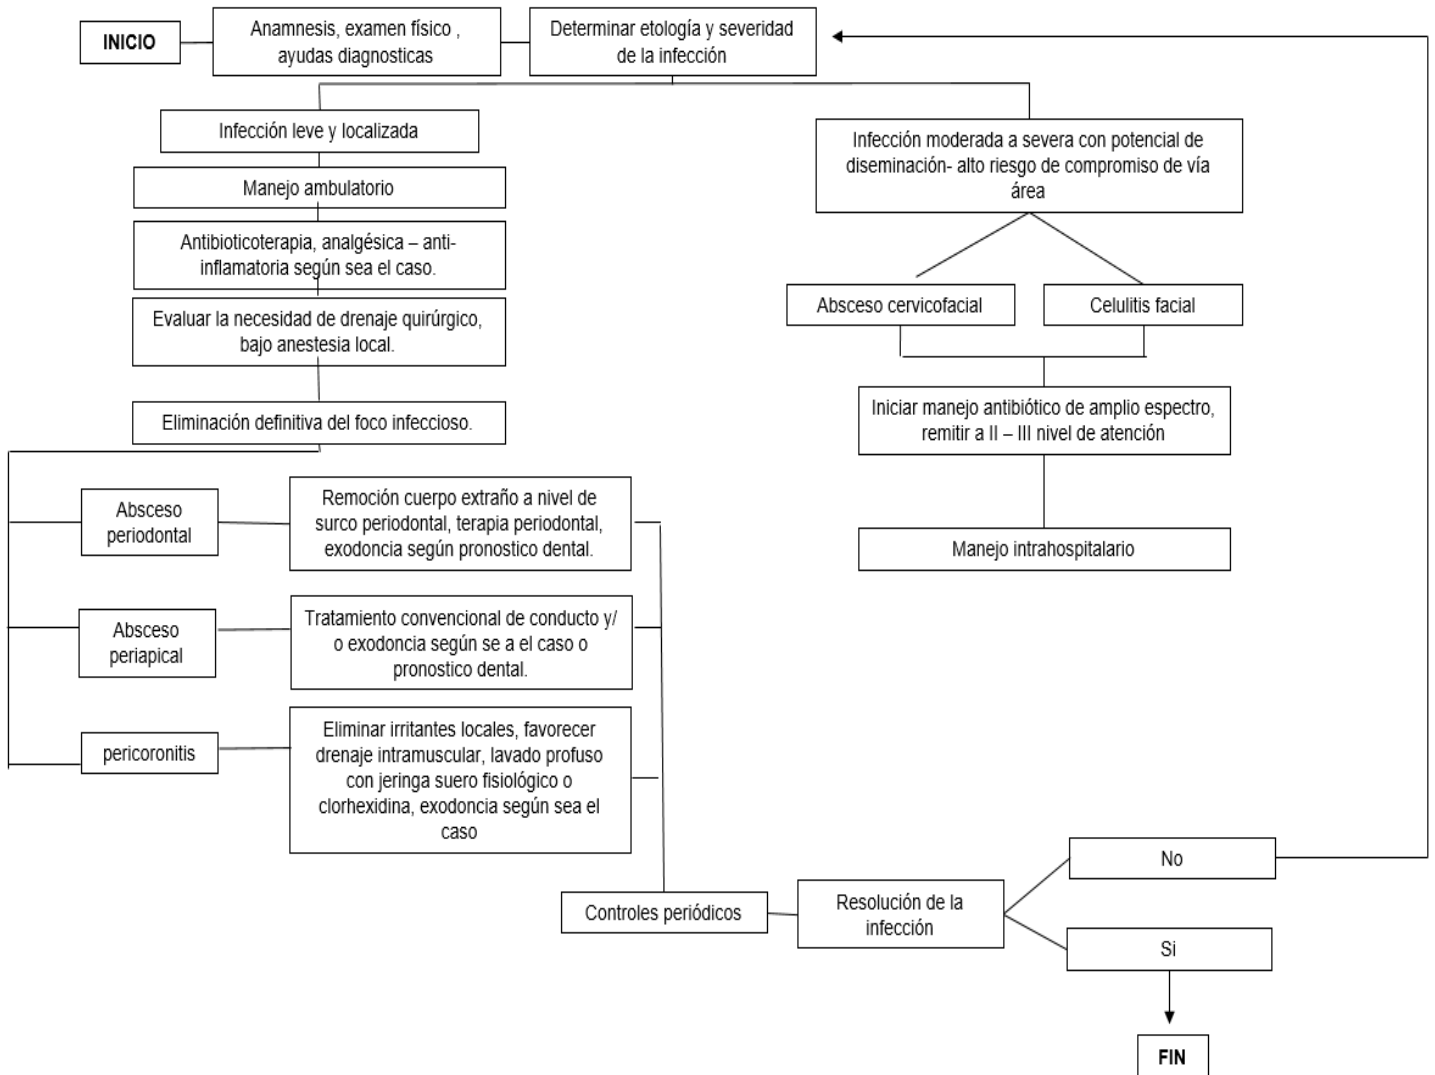 INICIO
Anamnesis, examen físico ,
ayudas diagnosticas
Determinar etología y severidad
de la infección
Infección leve y localizada
Manejo ambulatorio
Antibioticoterapia, analgésica – anti-
inflamatoria según sea el caso.
Evaluar la necesidad de drenaje quirúrgico,
bajo anestesia local.
Eliminación definitiva del foco infeccioso.
Absceso
periodontal
Remoción cuerpo extraño a nivel de
surco periodontal, terapia periodontal,
exodoncia según pronostico dental.
Absceso
periapical
Tratamiento convencional de conducto y/
o exodoncia según se a el caso o
pronostico dental.
pericoronitis
Eliminar irritantes locales, favorecer
drenaje intramuscular, lavado profuso
con jeringa suero fisiológico o
clorhexidina, exodoncia según sea el
caso
Infección moderada a severa con potencial de
diseminación- alto riesgo de compromiso de vía
área
Absceso cervicofacial
Celulitis facial
Iniciar manejo antibiótico de amplio espectro,
remitir a II – III nivel de atención
Manejo intrahospitalario
Controles periódicos
Resolución de la
infección
No
Si
FIN